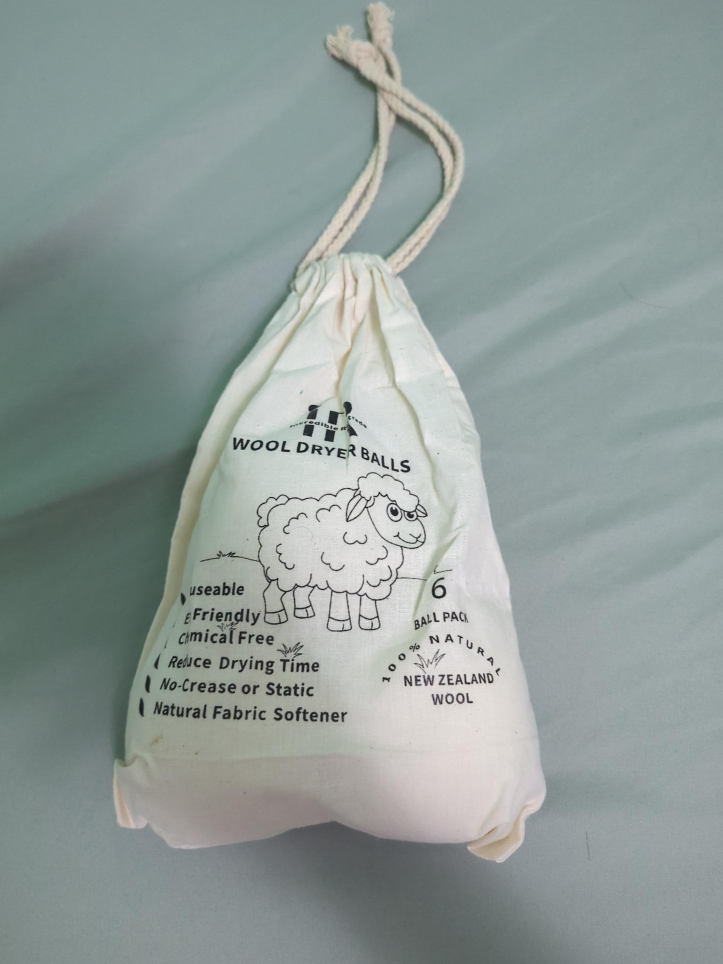 WOOL DRYER BALLS
useable
Friendly
Chmical Free
Reduce Drying Time
No-Crease or Static
Natural Fabric Softener
6
BALL PACK
100% NATURAL
NEW ZEALAND
WOOL